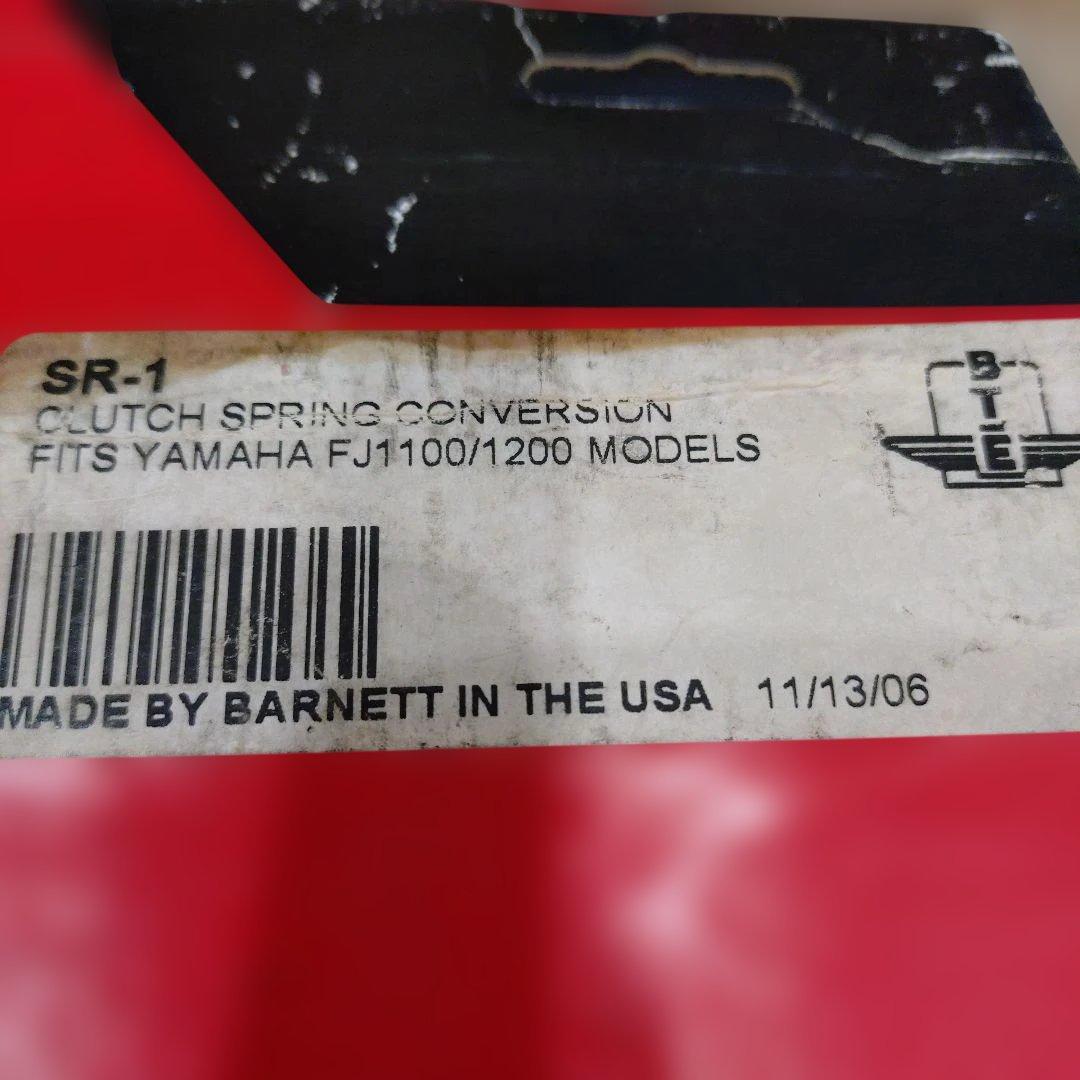 SR-1
CLUTCH SPRING CONVERSION
FITS YAMAHA FJ1100/1200 MODELS
BTE
MADE BY BARNETT IN THE USA 11/13/06